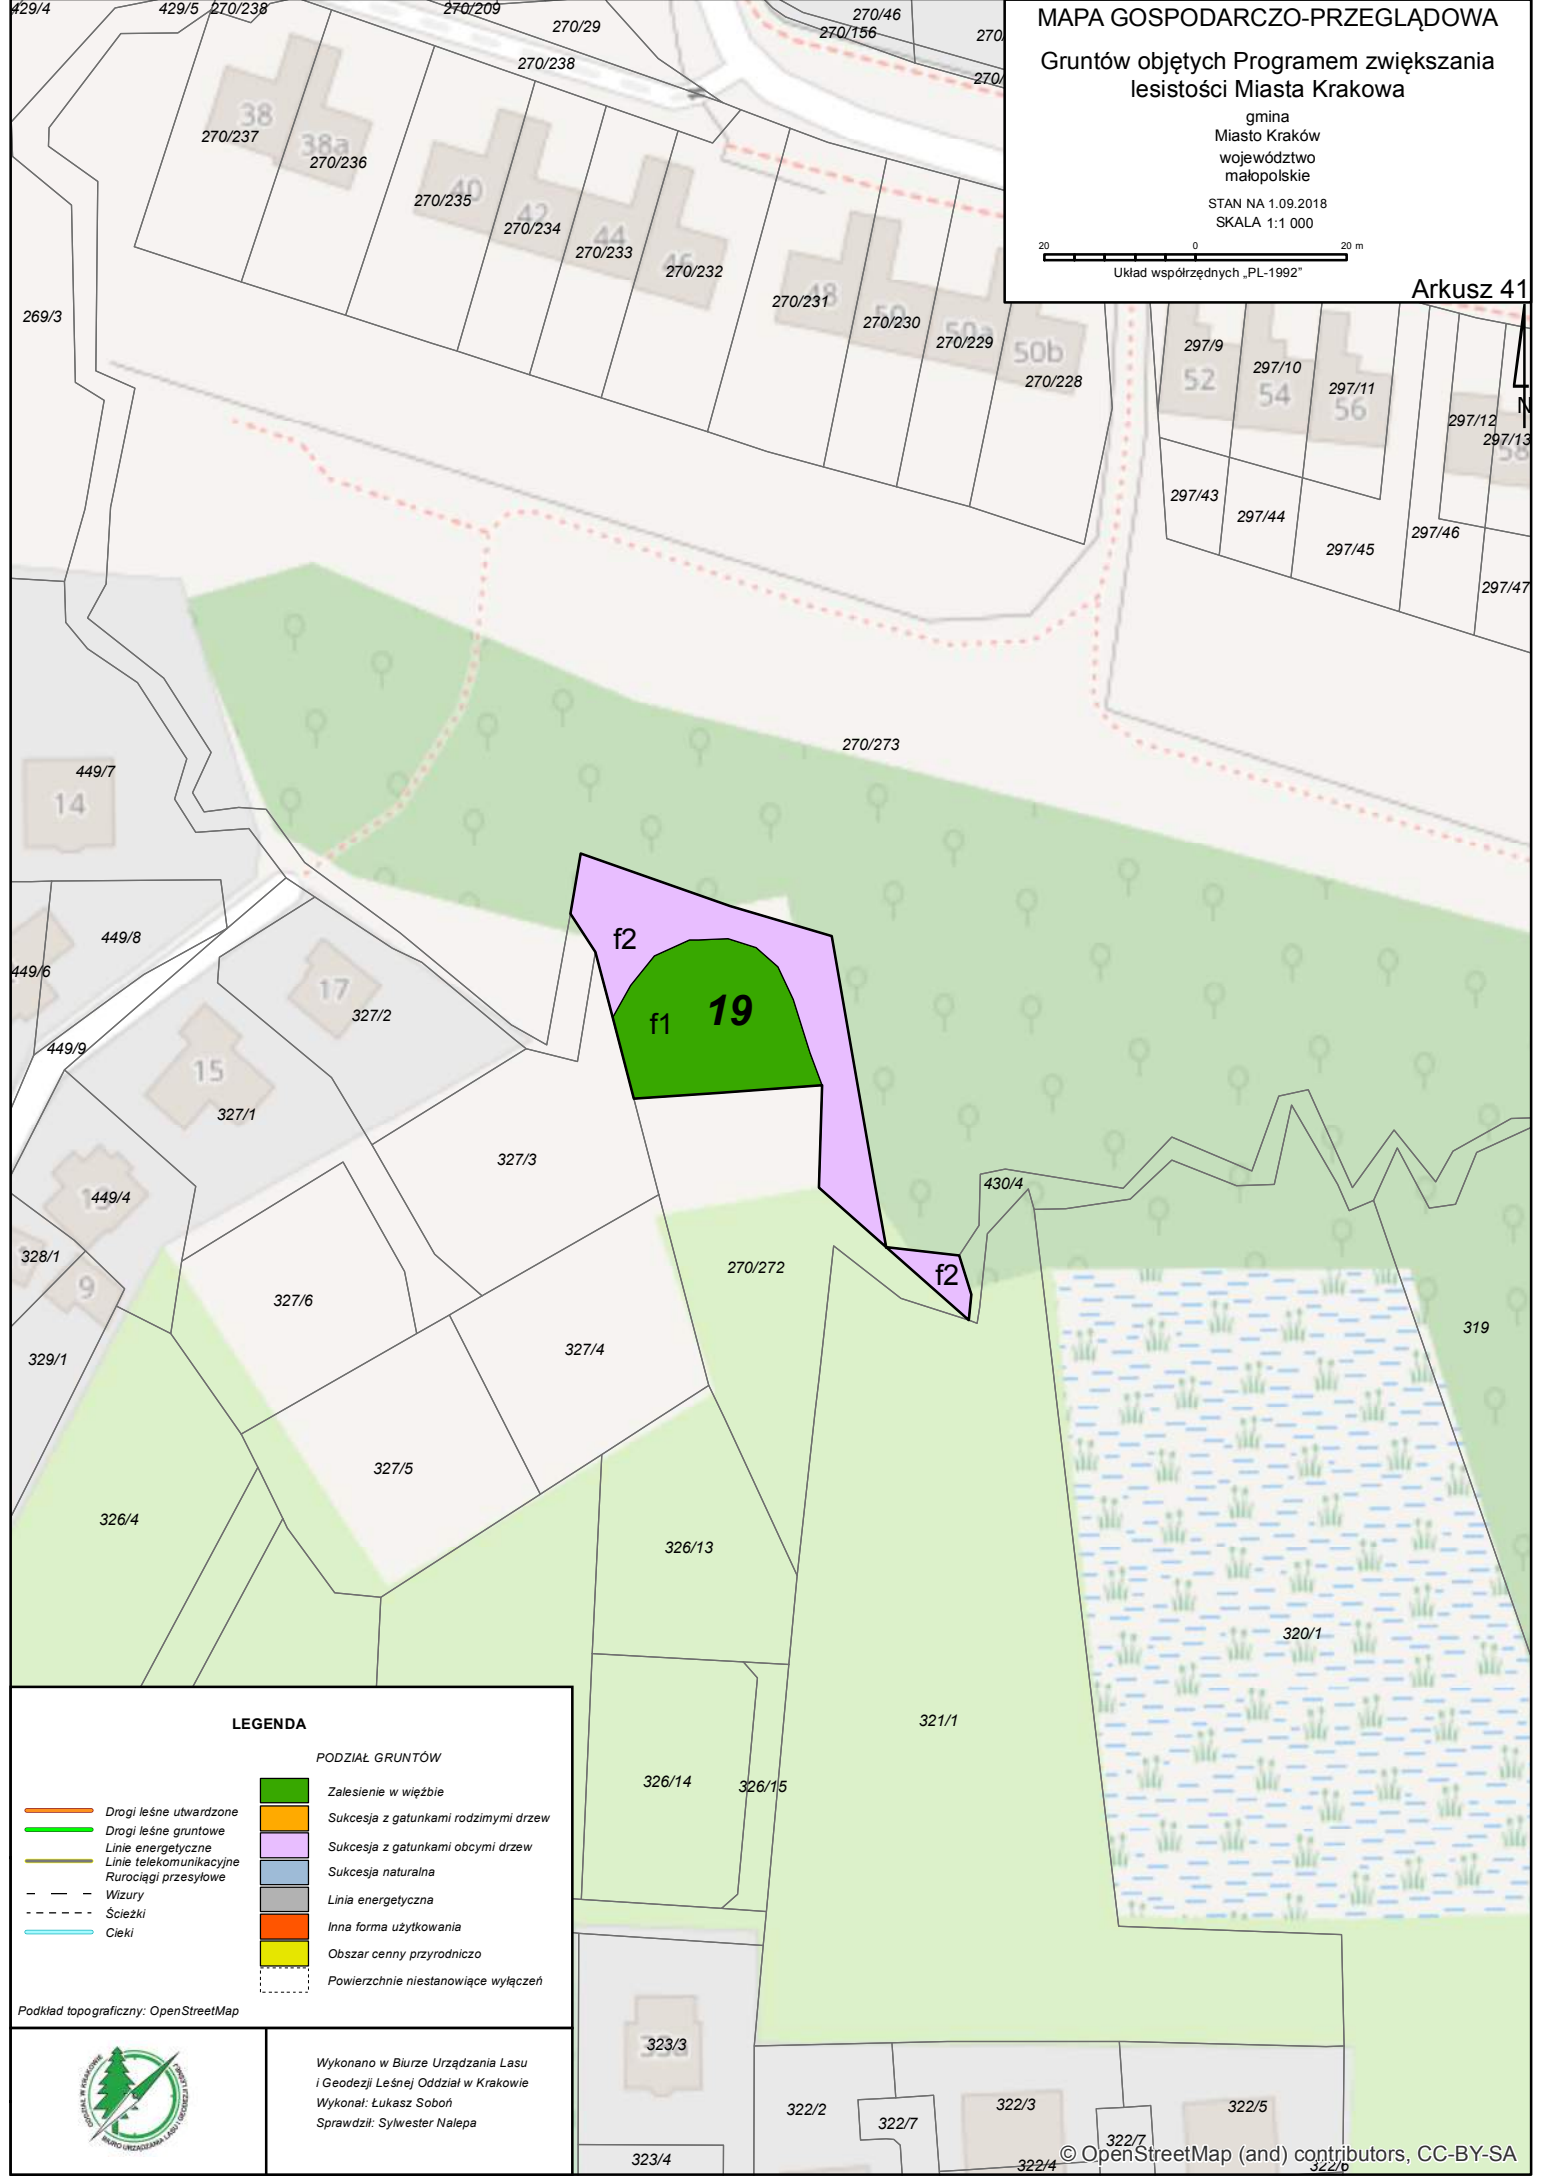 429/4
429/5
270/238
270/209
270/29
270/46
270/156
270/238
MAPA GOSPODARCZO-PRZEGLĄDOWA
Gruntów objętych Programem zwiększania
lesistości Miasta Krakowa
gmina
Miasto Kraków
województwo
małopolskie
STAN NA 1.09.2018
SKALA 1:1 000
20 0 20 m
Układ współrzędnych „PL-1992”
Arkusz 41
N
38
270/237
38a
270/236
40
270/235
42
270/234
44
270/233
46
270/232
48
270/231
50
270/230
50a
270/229
50b
270/228
269/3
297/9
52
297/10
54
297/11
56
297/12
297/13
58
297/43
297/44
297/45
297/46
297/47
270/273
449/7
14
449/8
449/6
449/9
17
327/2
15
327/1
f2
f1
19
327/3
449/4
430/4
328/1
9
270/272
f2
327/6
327/4
329/1
319
327/5
326/4
326/13
320/1
321/1
326/14
326/15
LEGENDA
PODZIAŁ GRUNTÓW
Drogi leśne utwardzone
Drogi leśne gruntowe
Linie energetyczne
Linie telekomunikacyjne
Rurociągi przesyłowe
Wizury
Ścieżki
Cieki
Zalesienie w więźbie
Sukcesja z gatunkami rodzimymi drzew
Sukcesja z gatunkami obcymi drzew
Sukcesja naturalna
Linia energetyczna
Inna forma użytkowania
Obszar cenny przyrodniczo
Powierzchnie niestanowiące wyłączeń
Podkład topograficzny: OpenStreetMap
ODDZIAŁ W KRAKOWIE
BIURO URZĄDZANIA LASU I GEODEZJI LEŚNEJ
Wykonano w Biurze Urządzania Lasu
i Geodezji Leśnej Oddział w Krakowie
Wykonał: Łukasz Soboń
Sprawdził: Sylwester Nalepa
323/3
323/4
322/2
322/7
322/3
322/7
322/5
322/4
322/6
© OpenStreetMap (and) contributors, CC-BY-SA